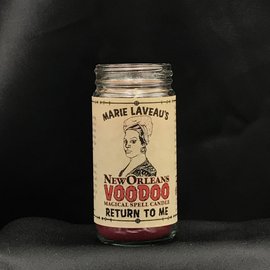 MARIE LAVEAU'S
NEW ORLEANS
VOODOO
MAGICAL SPELL CANDLE
RETURN TO ME